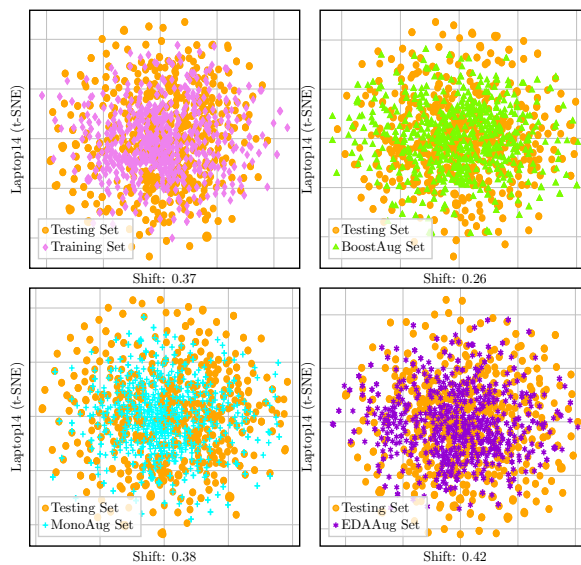 Laptop14 (t-SNE)
Testing Set
Training Set
Shift: 0.37
Laptop14 (t-SNE)
Testing Set
BoostAug Set
Shift: 0.26
Laptop14 (t-SNE)
Testing Set
MonoAug Set
Shift: 0.38
Laptop14 (t-SNE)
Testing Set
EDAAug Set
Shift: 0.42